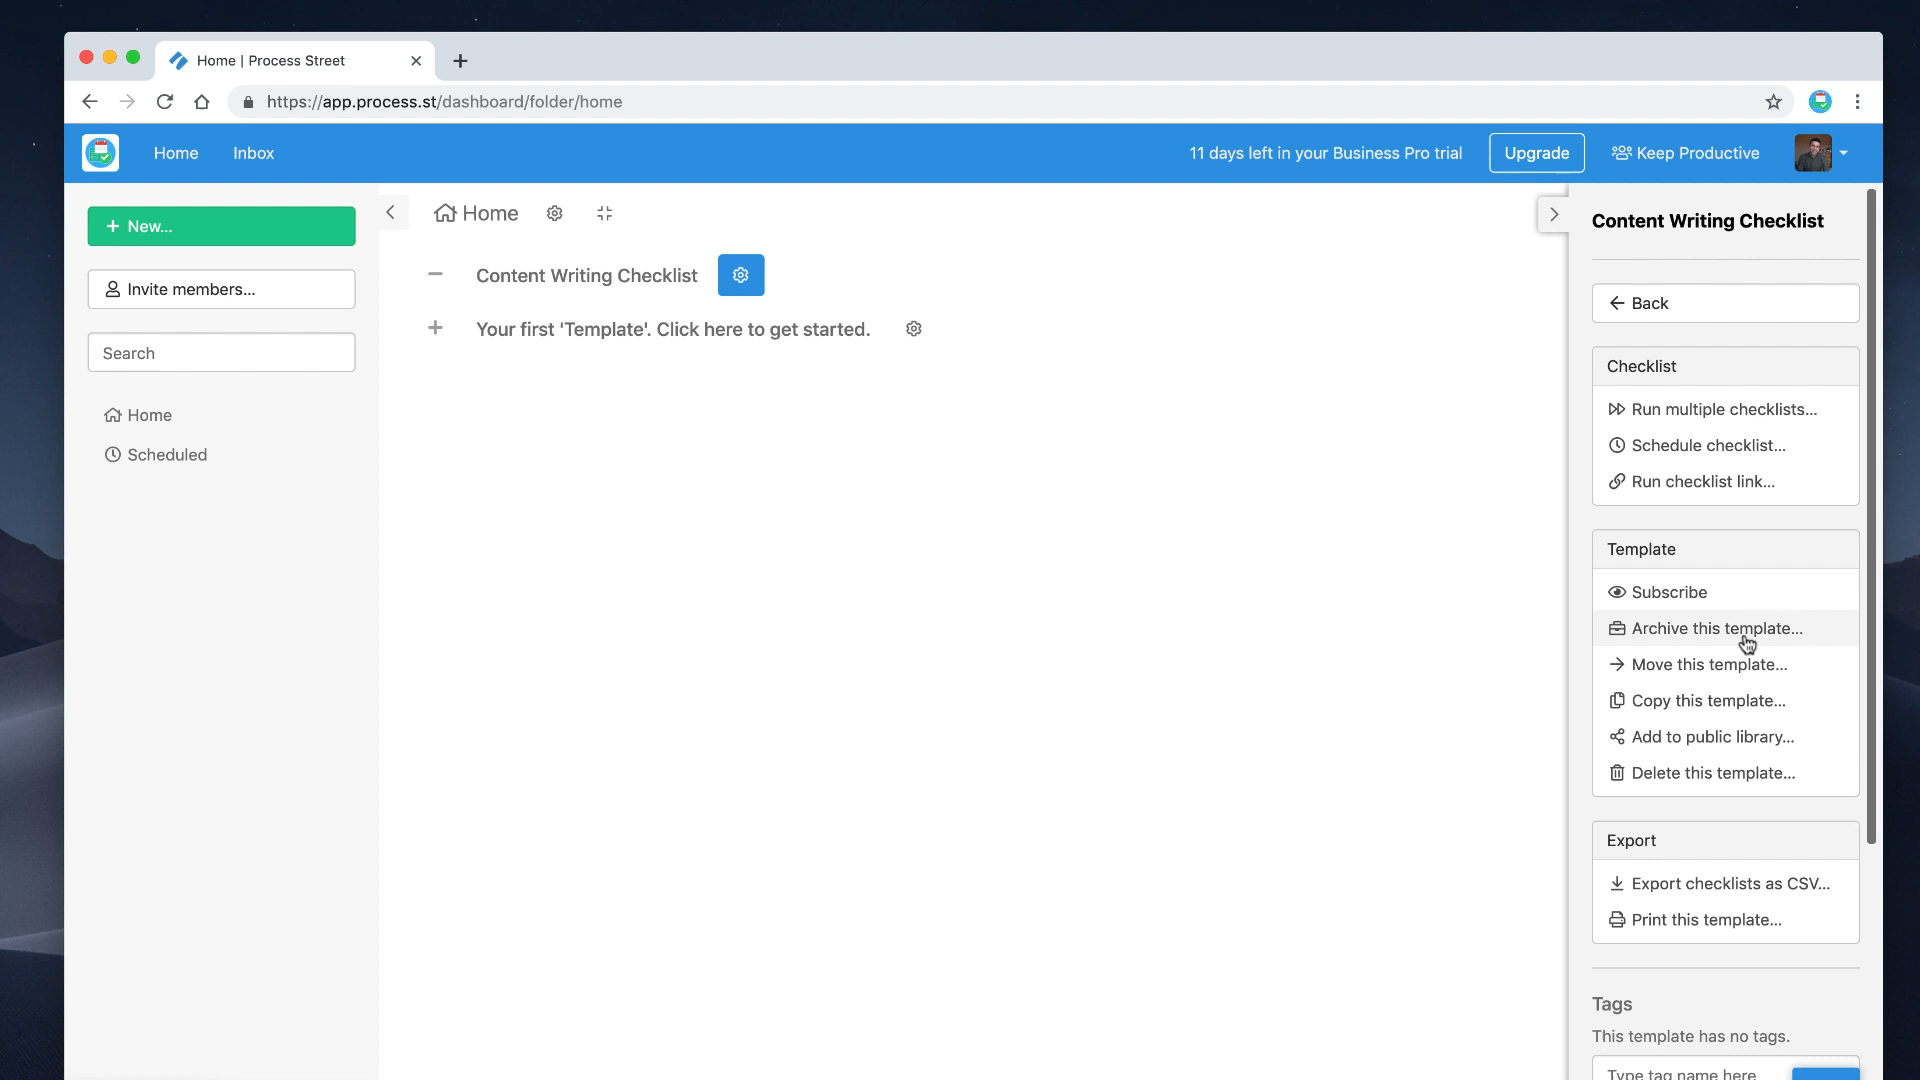 Home | Process Street
https://app.process.st/dashboard/folder/home
Home
Inbox
11 days left in your Business Pro trial
Upgrade
Keep Productive
New...
Invite members...
Search
Home
Scheduled
Home
Content Writing Checklist
Your first 'Template'. Click here to get started.
Content Writing Checklist
Back
Checklist
Run multiple checklists...
Schedule checklist...
Run checklist link...
Template
Subscribe
Archive this template...
Move this template...
Copy this template...
Add to public library...
Delete this template...
Export
Export checklists as CSV...
Print this template...
Tags
This template has no tags.
Type tag name here